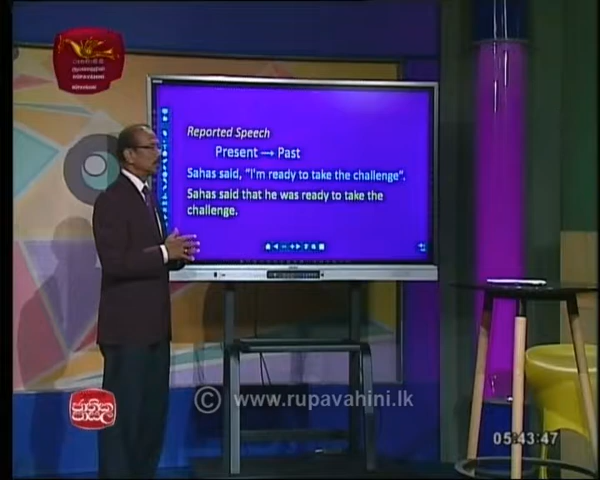 Reported Speech
Present → Past
Sahas said, "I'm ready to take the challenge".
Sahas said that he was ready to take the
challenge.
© www.rupavahini.lk
05:43:47